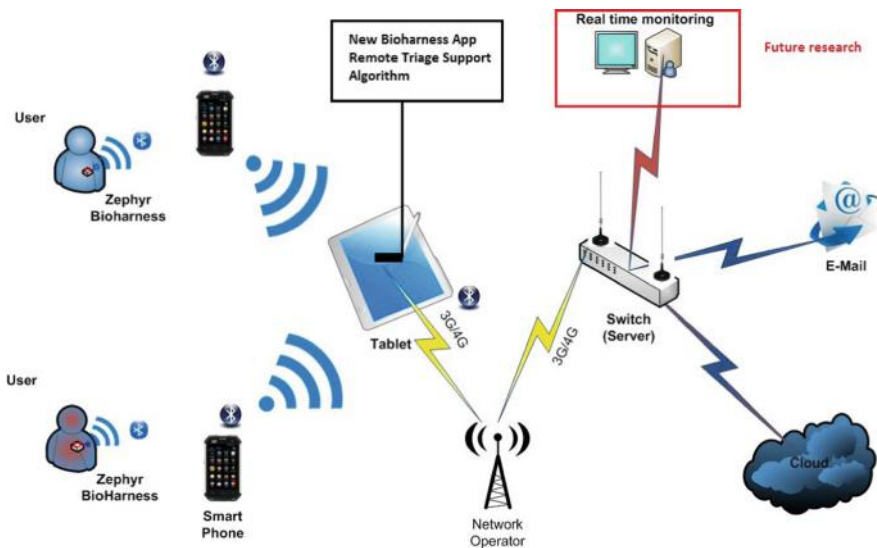 New Bioharness App
Remote Triage Support
Algorithm
Real time monitoring
Future research
User
Zephyr
Bioharness
3G/4G
Tablet
3G/4G
Switch
(Server)
@
E-Mail
User
Zephyr
BioHarness
Smart
Phone
Network
Operator
Cloud